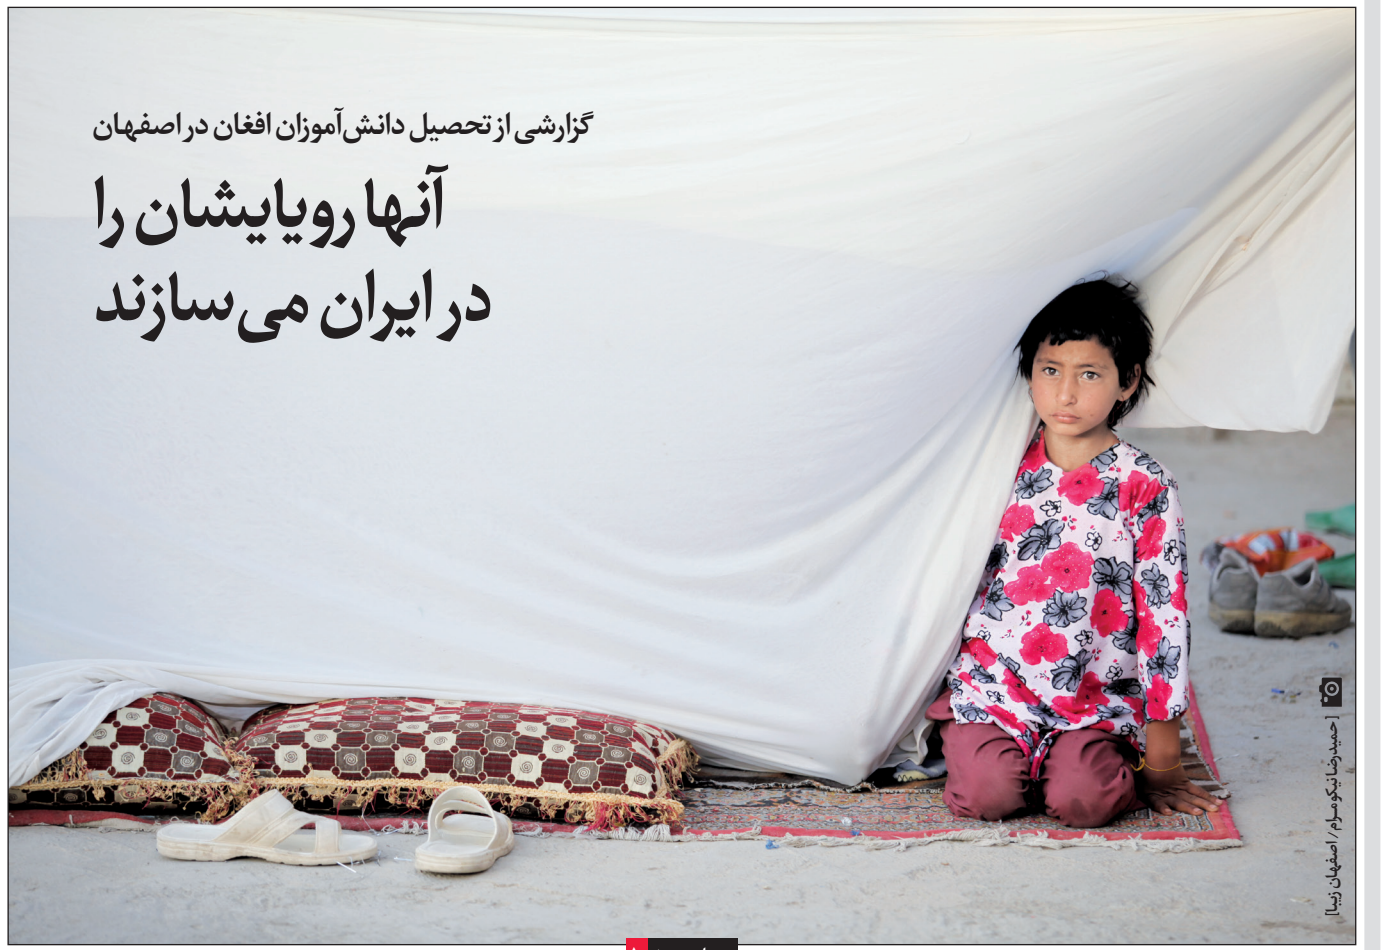 گزارشی از تحصیل دانش‌آموزان افغان در اصفهان
آنها رویایشان را
در ایران می‌سازند
[حمیدرضا نیکومرام / اصفهان زیبا]